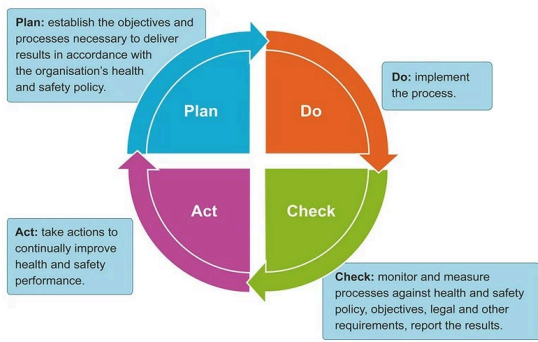 Plan: establish the objectives and
processes necessary to deliver
results in accordance with
the organisation's health
and safety policy.
Plan
Do
Do: implement
the process.
Act
Check
Act: take actions to
continually improve
health and safety
performance.
Check: monitor and measure
processes against health and safety
policy, objectives, legal and other
requirements, report the results.